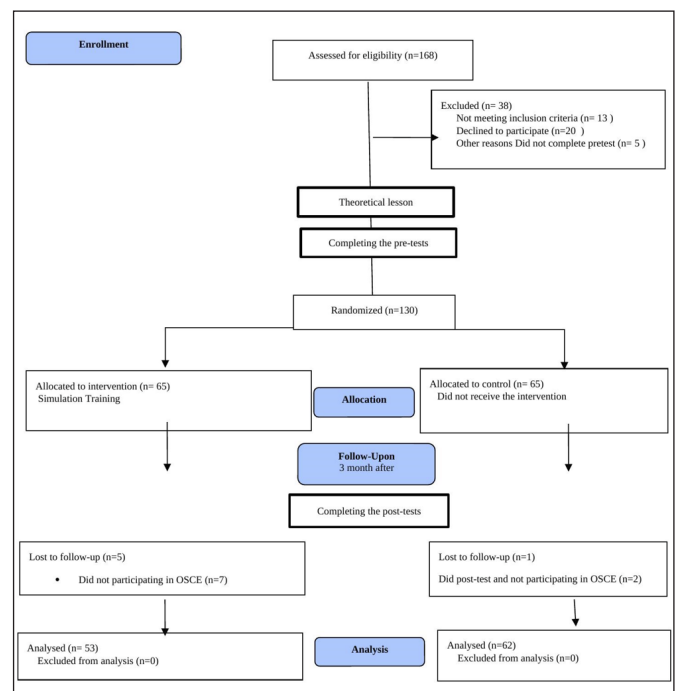 Enrollment
Assessed for eligibility (n=168)
Excluded (n= 38)
Not meeting inclusion criteria (n= 13 )
Declined to participate (n=20 )
Other reasons Did not complete pretest (n= 5 )
Theoretical lesson
Completing the pre-tests
Randomized (n=130)
Allocated to intervention (n= 65)
Simulation Training
Allocation
Allocated to control (n= 65)
Did not receive the intervention
Follow-Upon
3 month after
Completing the post-tests
Lost to follow-up (n=5)
• Did not participating in OSCE (n=7)
Lost to follow-up (n=1)
Did post-test and not participating in OSCE (n=2)
Analysed (n= 53)
Excluded from analysis (n=0)
Analysis
Analysed (n=62)
Excluded from analysis (n=0)